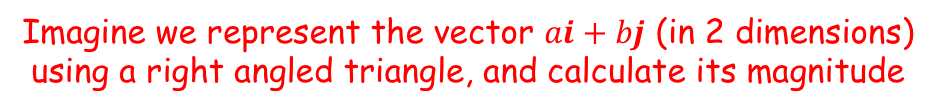 Imagine we represent the vector a𝒊 + b𝒋 (in 2 dimensions)
using a right angled triangle, and calculate its magnitude